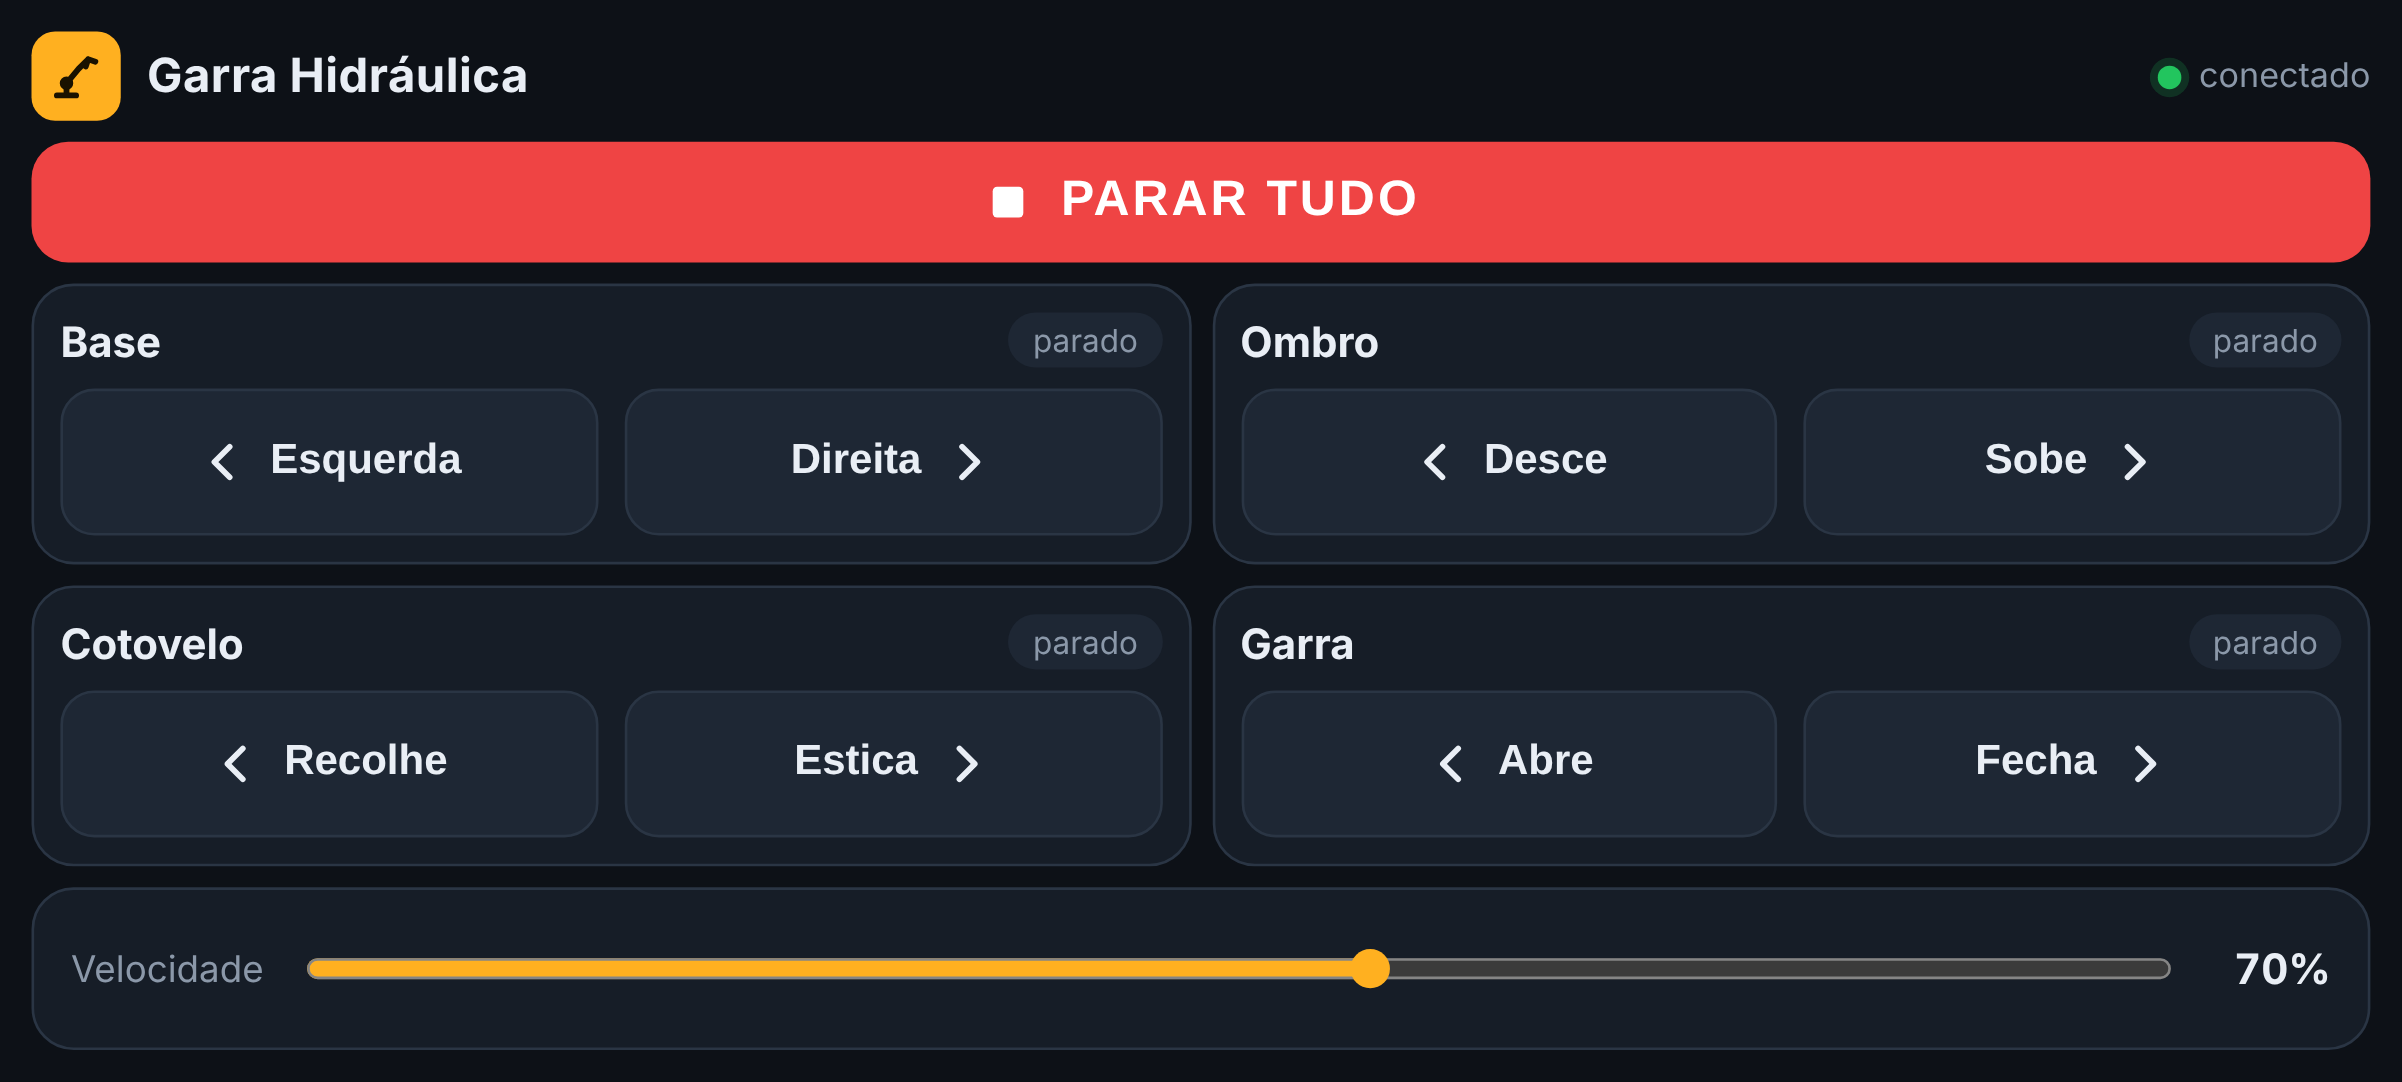 Garra Hidráulica
conectado
PARAR TUDO
Base
parado
Esquerda
Direita
Ombro
parado
Desce
Sobe
Cotovelo
parado
Recolhe
Estica
Garra
parado
Abre
Fecha
Velocidade
70%